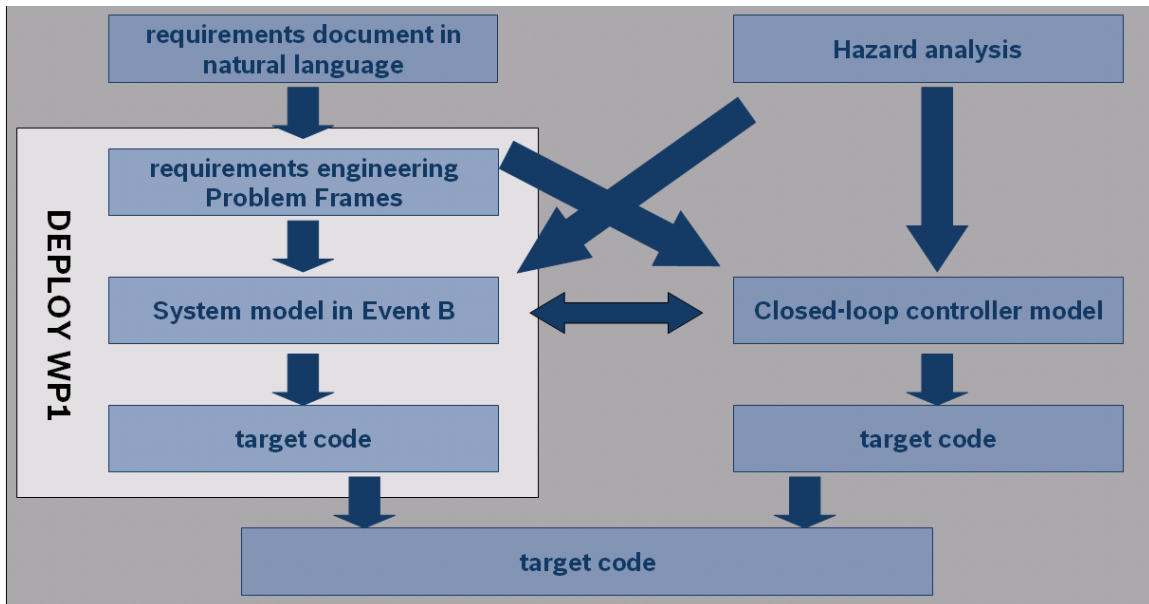 requirements document in
natural language
Hazard analysis
DEPLOY WP1
requirements engineering
Problem Frames
System model in Event B
Closed-loop controller model
target code
target code
target code